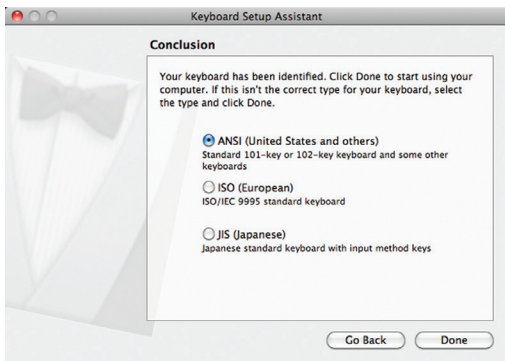 Keyboard Setup Assistant
Conclusion
Your keyboard has been identified. Click Done to start using your
computer. If this isn't the correct type for your keyboard, select
the type and click Done.
ANSI (United States and others)
Standard 101-key or 102-key keyboard and some other
keyboards
ISO (European)
ISO/IEC 9995 standard keyboard
JIS (Japanese)
Japanese standard keyboard with input method keys
Go Back Done